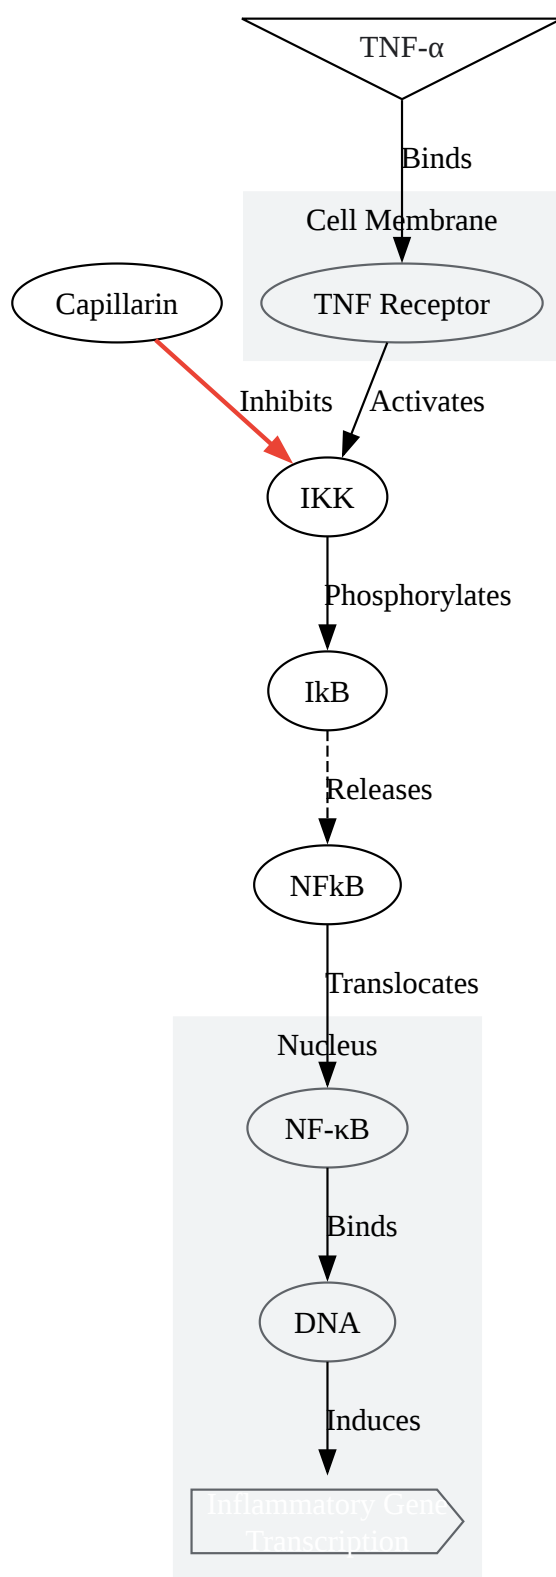 TNF-α
Binds
Cell Membrane
Capillarin
TNF Receptor
Inhibits
Activates
IKK
Phosphorylates
IkB
Releases
NFkB
Translocates
Nucleus
NF-κB
Binds
DNA
Induces
Inflammatory Gene
Transcription